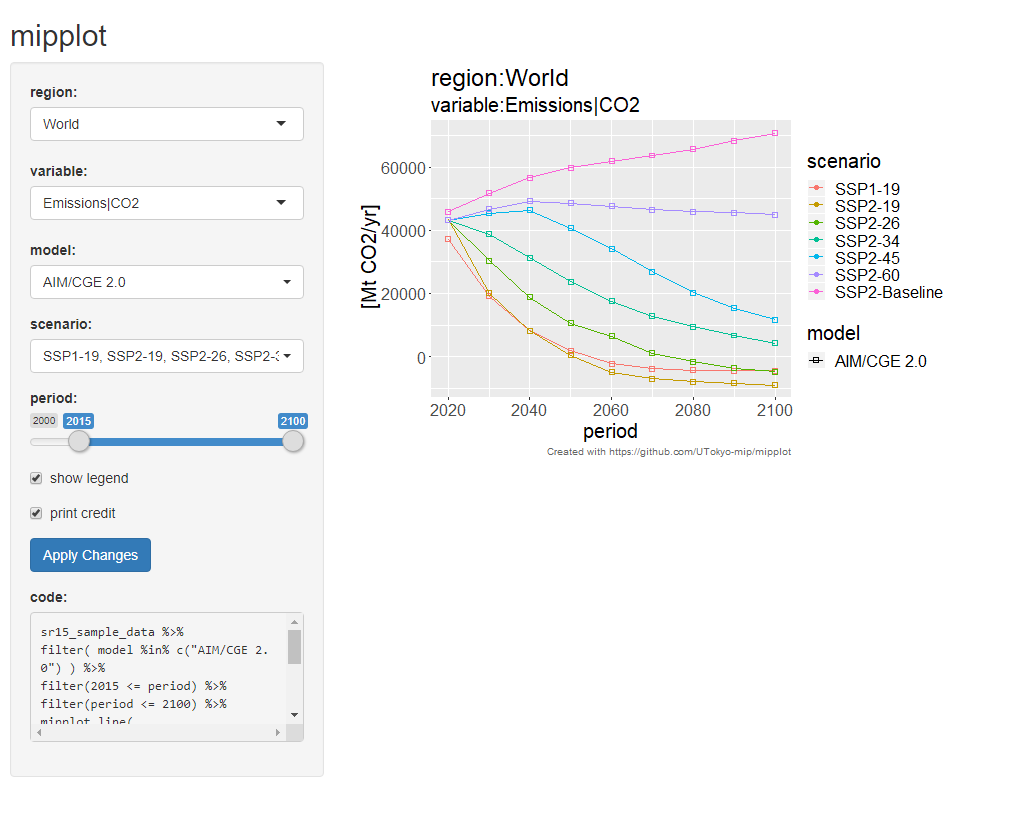 mipplot
region:
World
variable:
Emissions|CO2
model:
AIM/CGE 2.0
scenario:
SSP1-19, SSP2-19, SSP2-26, SSP2-3
period:
2000 2015 2100
show legend
print credit
Apply Changes
code:
sr15_sample_data %>%
filter( model %in% c("AIM/CGE 2.
0") ) %>%
filter(2015 <= period) %>%
filter(period <= 2100) %>%
mipplot_line(
region:World
variable:Emissions|CO2
[Mt CO2/yr]
60000
40000
20000
0
2020 2040 2060 2080 2100
period
Created with https://github.com/UTokyo-mip/mipplot
scenario
SSP1-19
SSP2-19
SSP2-26
SSP2-34
SSP2-45
SSP2-60
SSP2-Baseline
model
AIM/CGE 2.0